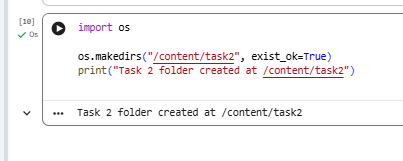 [10]
0s
import os
os.makedirs("/content/task2", exist_ok=True)
print("Task 2 folder created at /content/task2")
Task 2 folder created at /content/task2